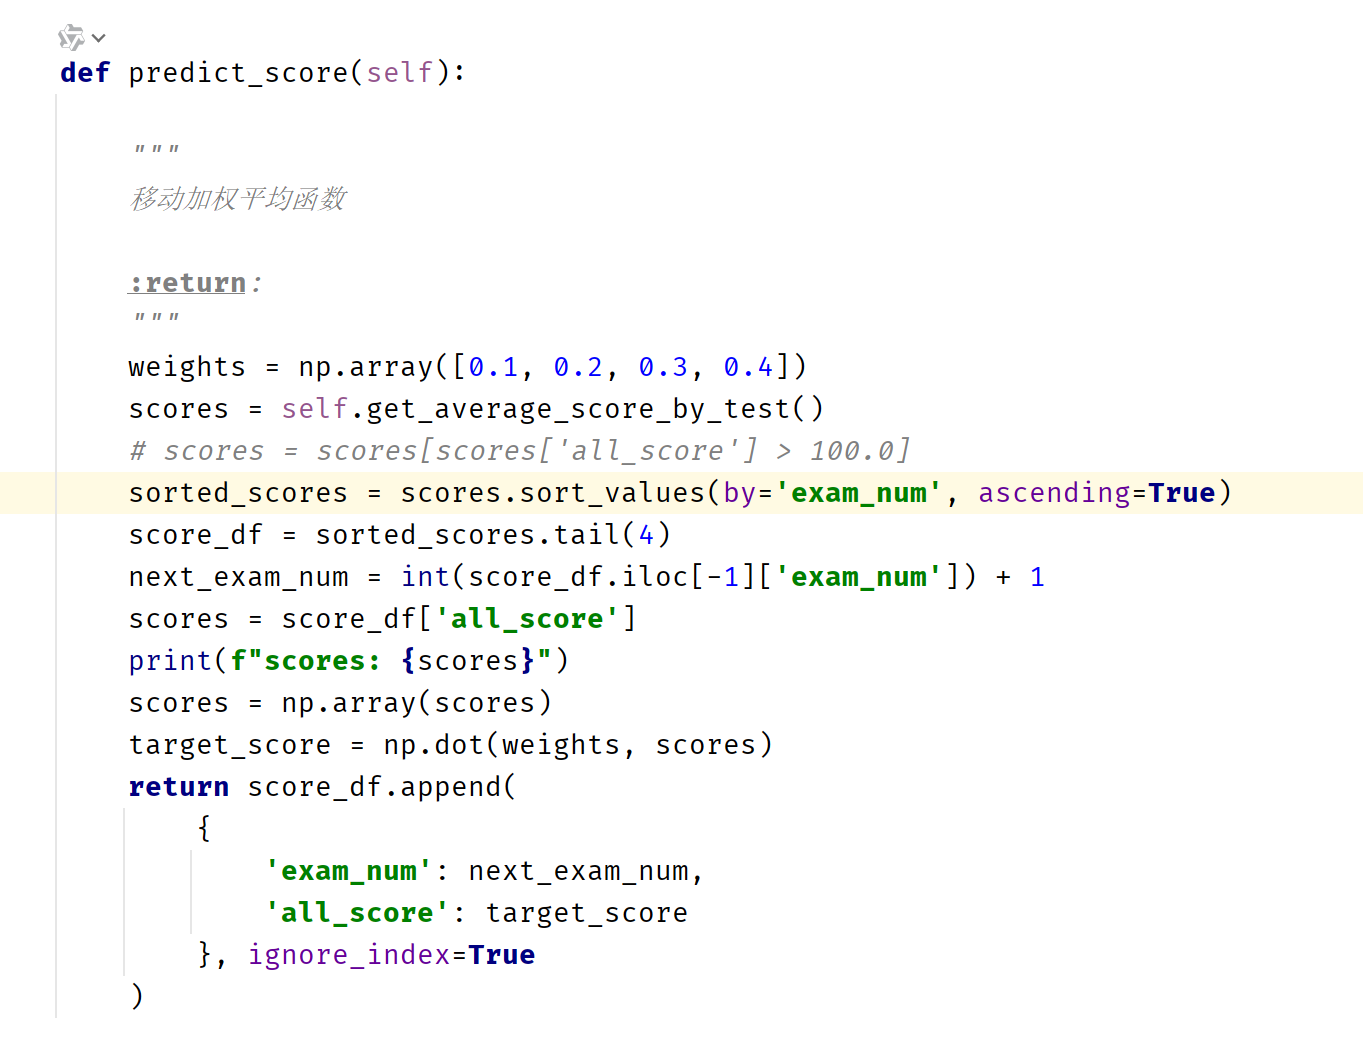 def predict_score(self):
"""
移动加权平均函数
:return:
"""
weights = np.array([0.1, 0.2, 0.3, 0.4])
scores = self.get_average_score_by_test()
# scores = scores[scores['all_score'] > 100.0]
sorted_scores = scores.sort_values(by='exam_num', ascending=True)
score_df = sorted_scores.tail(4)
next_exam_num = int(score_df.iloc[-1]['exam_num']) + 1
scores = score_df['all_score']
print(f"scores: {scores}")
scores = np.array(scores)
target_score = np.dot(weights, scores)
return score_df.append(
{
'exam_num': next_exam_num,
'all_score': target_score
}, ignore_index=True
)